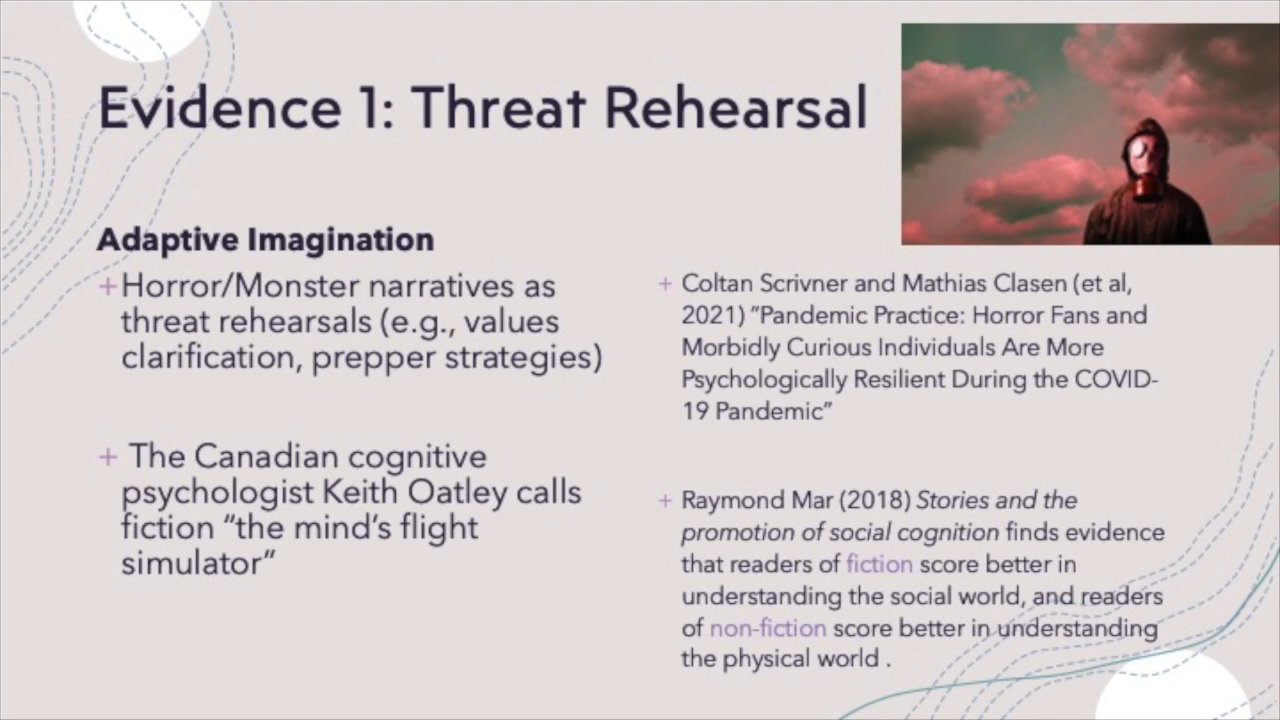 Evidence 1: Threat Rehearsal
Adaptive Imagination
+Horror/Monster narratives as
threat rehearsals (e.g., values
clarification, prepper strategies)
+ The Canadian cognitive
psychologist Keith Oatley calls
fiction “the mind’s flight
simulator”
+ Coltan Scrivner and Mathias Clasen (et al,
2021) ”Pandemic Practice: Horror Fans and
Morbidly Curious Individuals Are More
Psychologically Resilient During the COVID-
19 Pandemic”
+ Raymond Mar (2018) Stories and the
promotion of social cognition finds evidence
that readers of fiction score better in
understanding the social world, and readers
of non-fiction score better in understanding
the physical world .